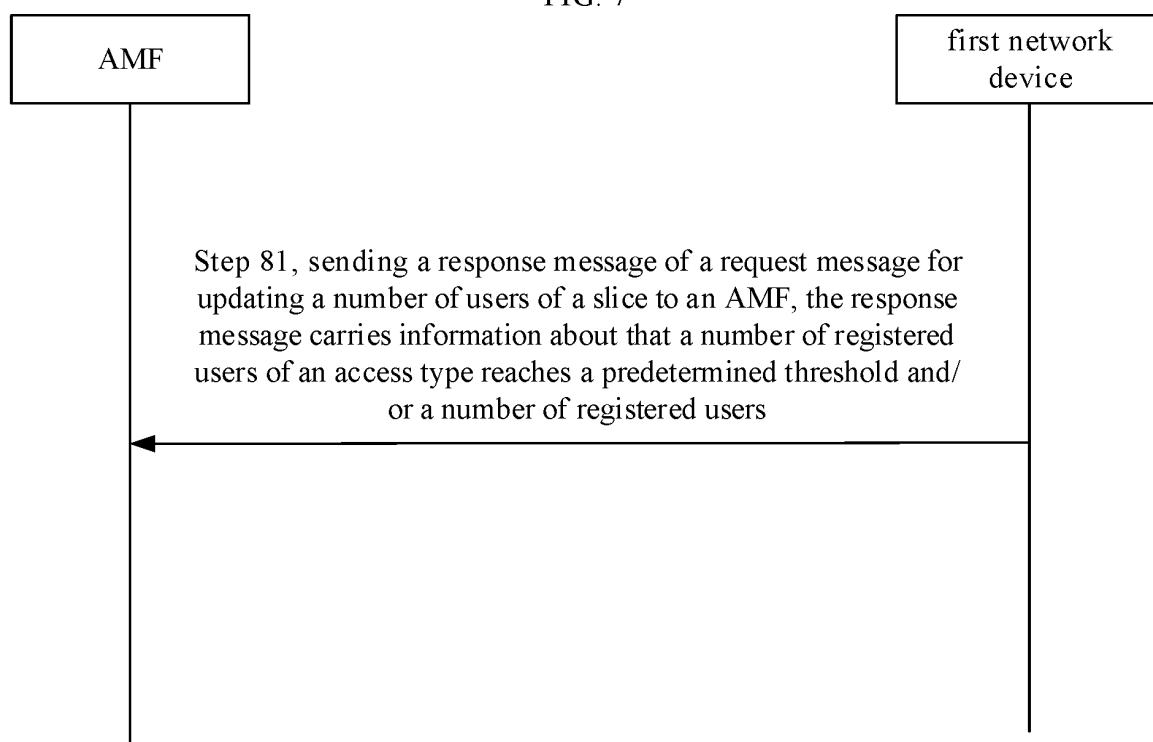 FIG. 7
AMF
first network
device
Step 81, sending a response message of a request message for
updating a number of users of a slice to an AMF, the response
message carries information about that a number of registered
users of an access type reaches a predetermined threshold and/
or a number of registered users